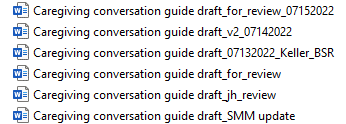 Caregiving conversation guide draft_for_review_07152022
Caregiving conversation guide draft_v2_07142022
Caregiving conversation guide draft_07132022_Keller_BSR
Caregiving conversation guide draft_for_review
Caregiving conversation guide draft_jh_review
Caregiving conversation guide draft_SMM update